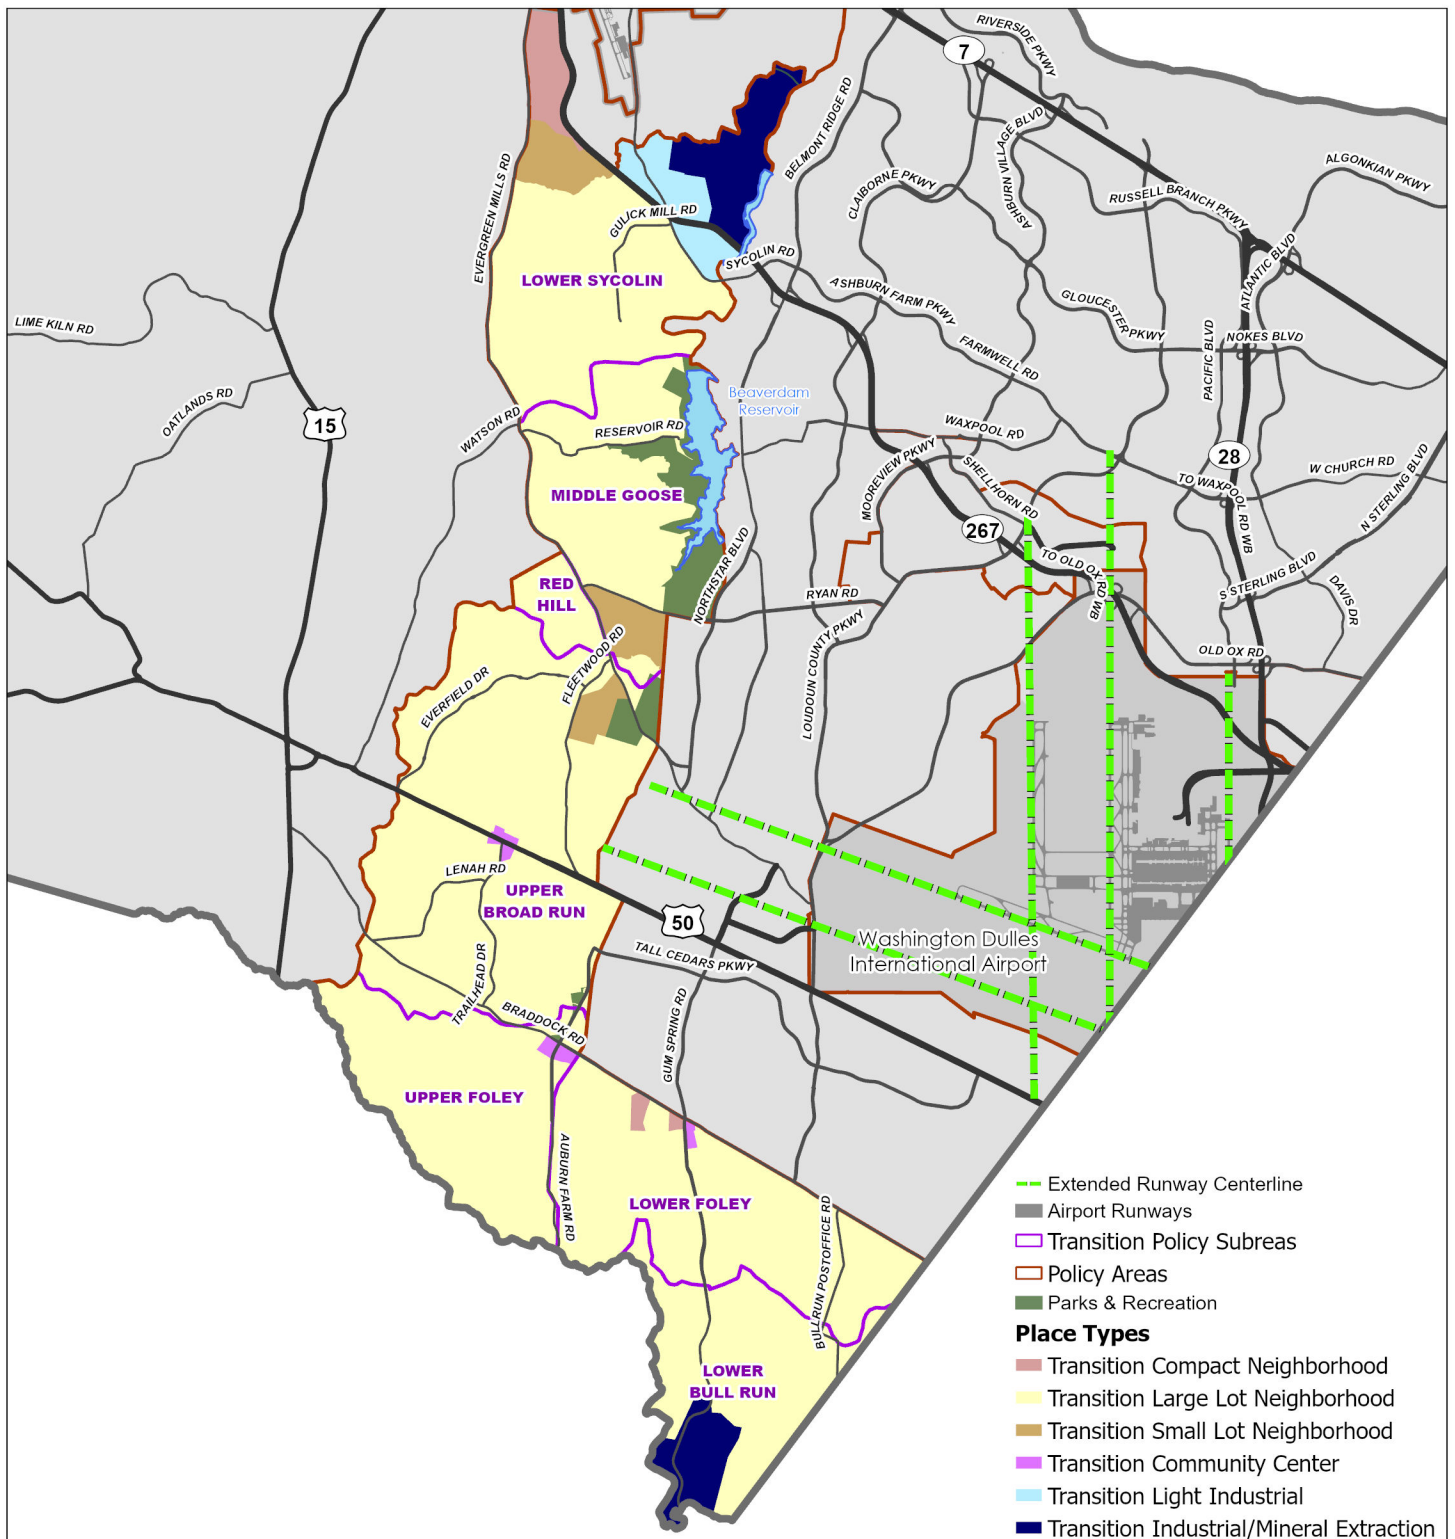 RIVERSIDE PKWY
7
BELMONT RIDGE RD
ASHBURN VILLAGE BLVD
ALGONKIAN PKWY
EVERGREEN MILLS RD
CLAIBORNE PKWY
RUSSELL BRANCH PKWY
GULICK MILL RD
SYCOLIN RD
ATLANTIC BLVD
LOWER SYCOLIN
ASHBURN FARM PKWY
GLOUCESTER PKWY
LIME KILN RD
NOKES BLVD
FARMWELL RD
PACIFIC BLVD
OATLANDS RD
Beaverdam
Reservoir
15
WATSON RD
RESERVOIR RD
WAXPOOL RD
28
W CHURCH RD
MOOREVIEW PKWY
SHELLHORN RD
TO WAXPOOL RD WB
N STERLING BLVD
MIDDLE GOOSE
267
TO OLD OX RD WB
NORTHSTAR BLVD
RED
HILL
RYAN RD
S STERLING BLVD
DAVIS DR
FLEETWOOD RD
LOUDOUN COUNTY PKWY
OLD OX RD
EVERFIELD DR
LENAH RD
UPPER
BROAD RUN
50
Washington Dulles
International Airport
TALL CEDARS PKWY
TRAILHEAD DR
BRADDOCK RD
GUM SPRING RD
UPPER FOLEY
AUBURN FARM RD
LOWER FOLEY
BULLRUN POSTOFFICE RD
LOWER
BULL RUN
Extended Runway Centerline
Airport Runways
Transition Policy Subreas
Policy Areas
Parks & Recreation
Place Types
Transition Compact Neighborhood
Transition Large Lot Neighborhood
Transition Small Lot Neighborhood
Transition Community Center
Transition Light Industrial
Transition Industrial/Mineral Extraction